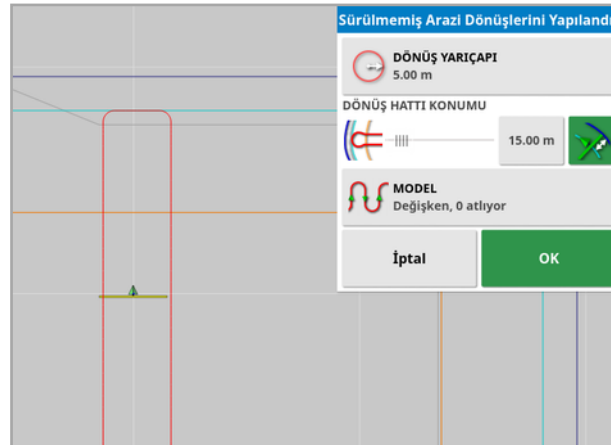 Sürülmemiş Arazi Dönüşlerini Yapılandı
DÖNÜŞ YARIÇAPI
5.00 m
DÖNÜŞ HATTI KONUMU
15.00 m
MODEL
Değişken, 0 atlıyor
İptal
OK